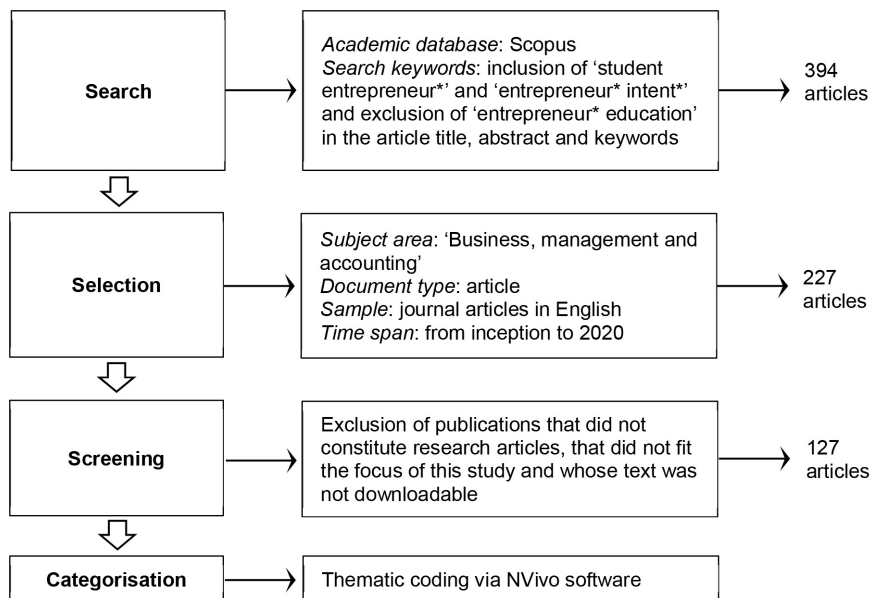 Search
Academic database: Scopus
Search keywords: inclusion of ‘student
entrepreneur*’ and ‘entrepreneur* intent*’
and exclusion of ‘entrepreneur* education’
in the article title, abstract and keywords
394
articles
Selection
Subject area: ‘Business, management and
accounting’
Document type: article
Sample: journal articles in English
Time span: from inception to 2020
227
articles
Screening
Exclusion of publications that did not
constitute research articles, that did not fit
the focus of this study and whose text was
not downloadable
127
articles
Categorisation
Thematic coding via NVivo software